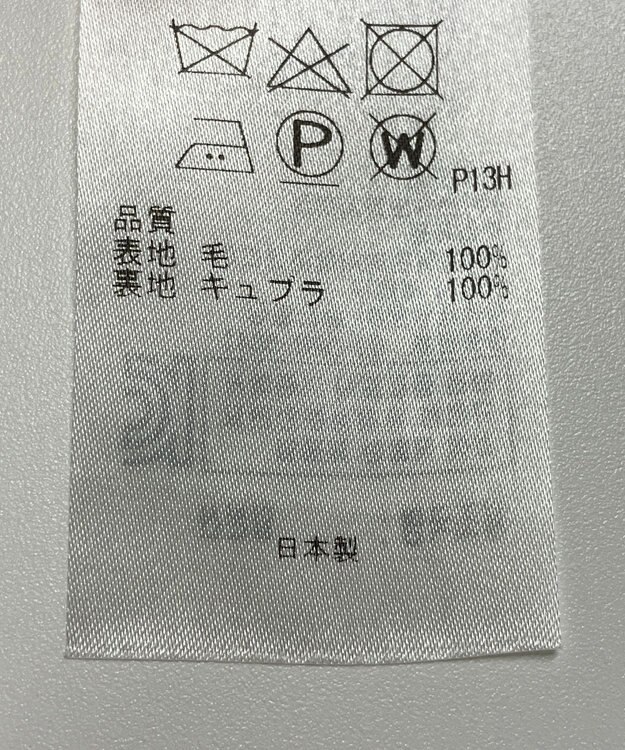 P W P13H
品質
表地 毛 100%
裏地 キュプラ 100%
日本製